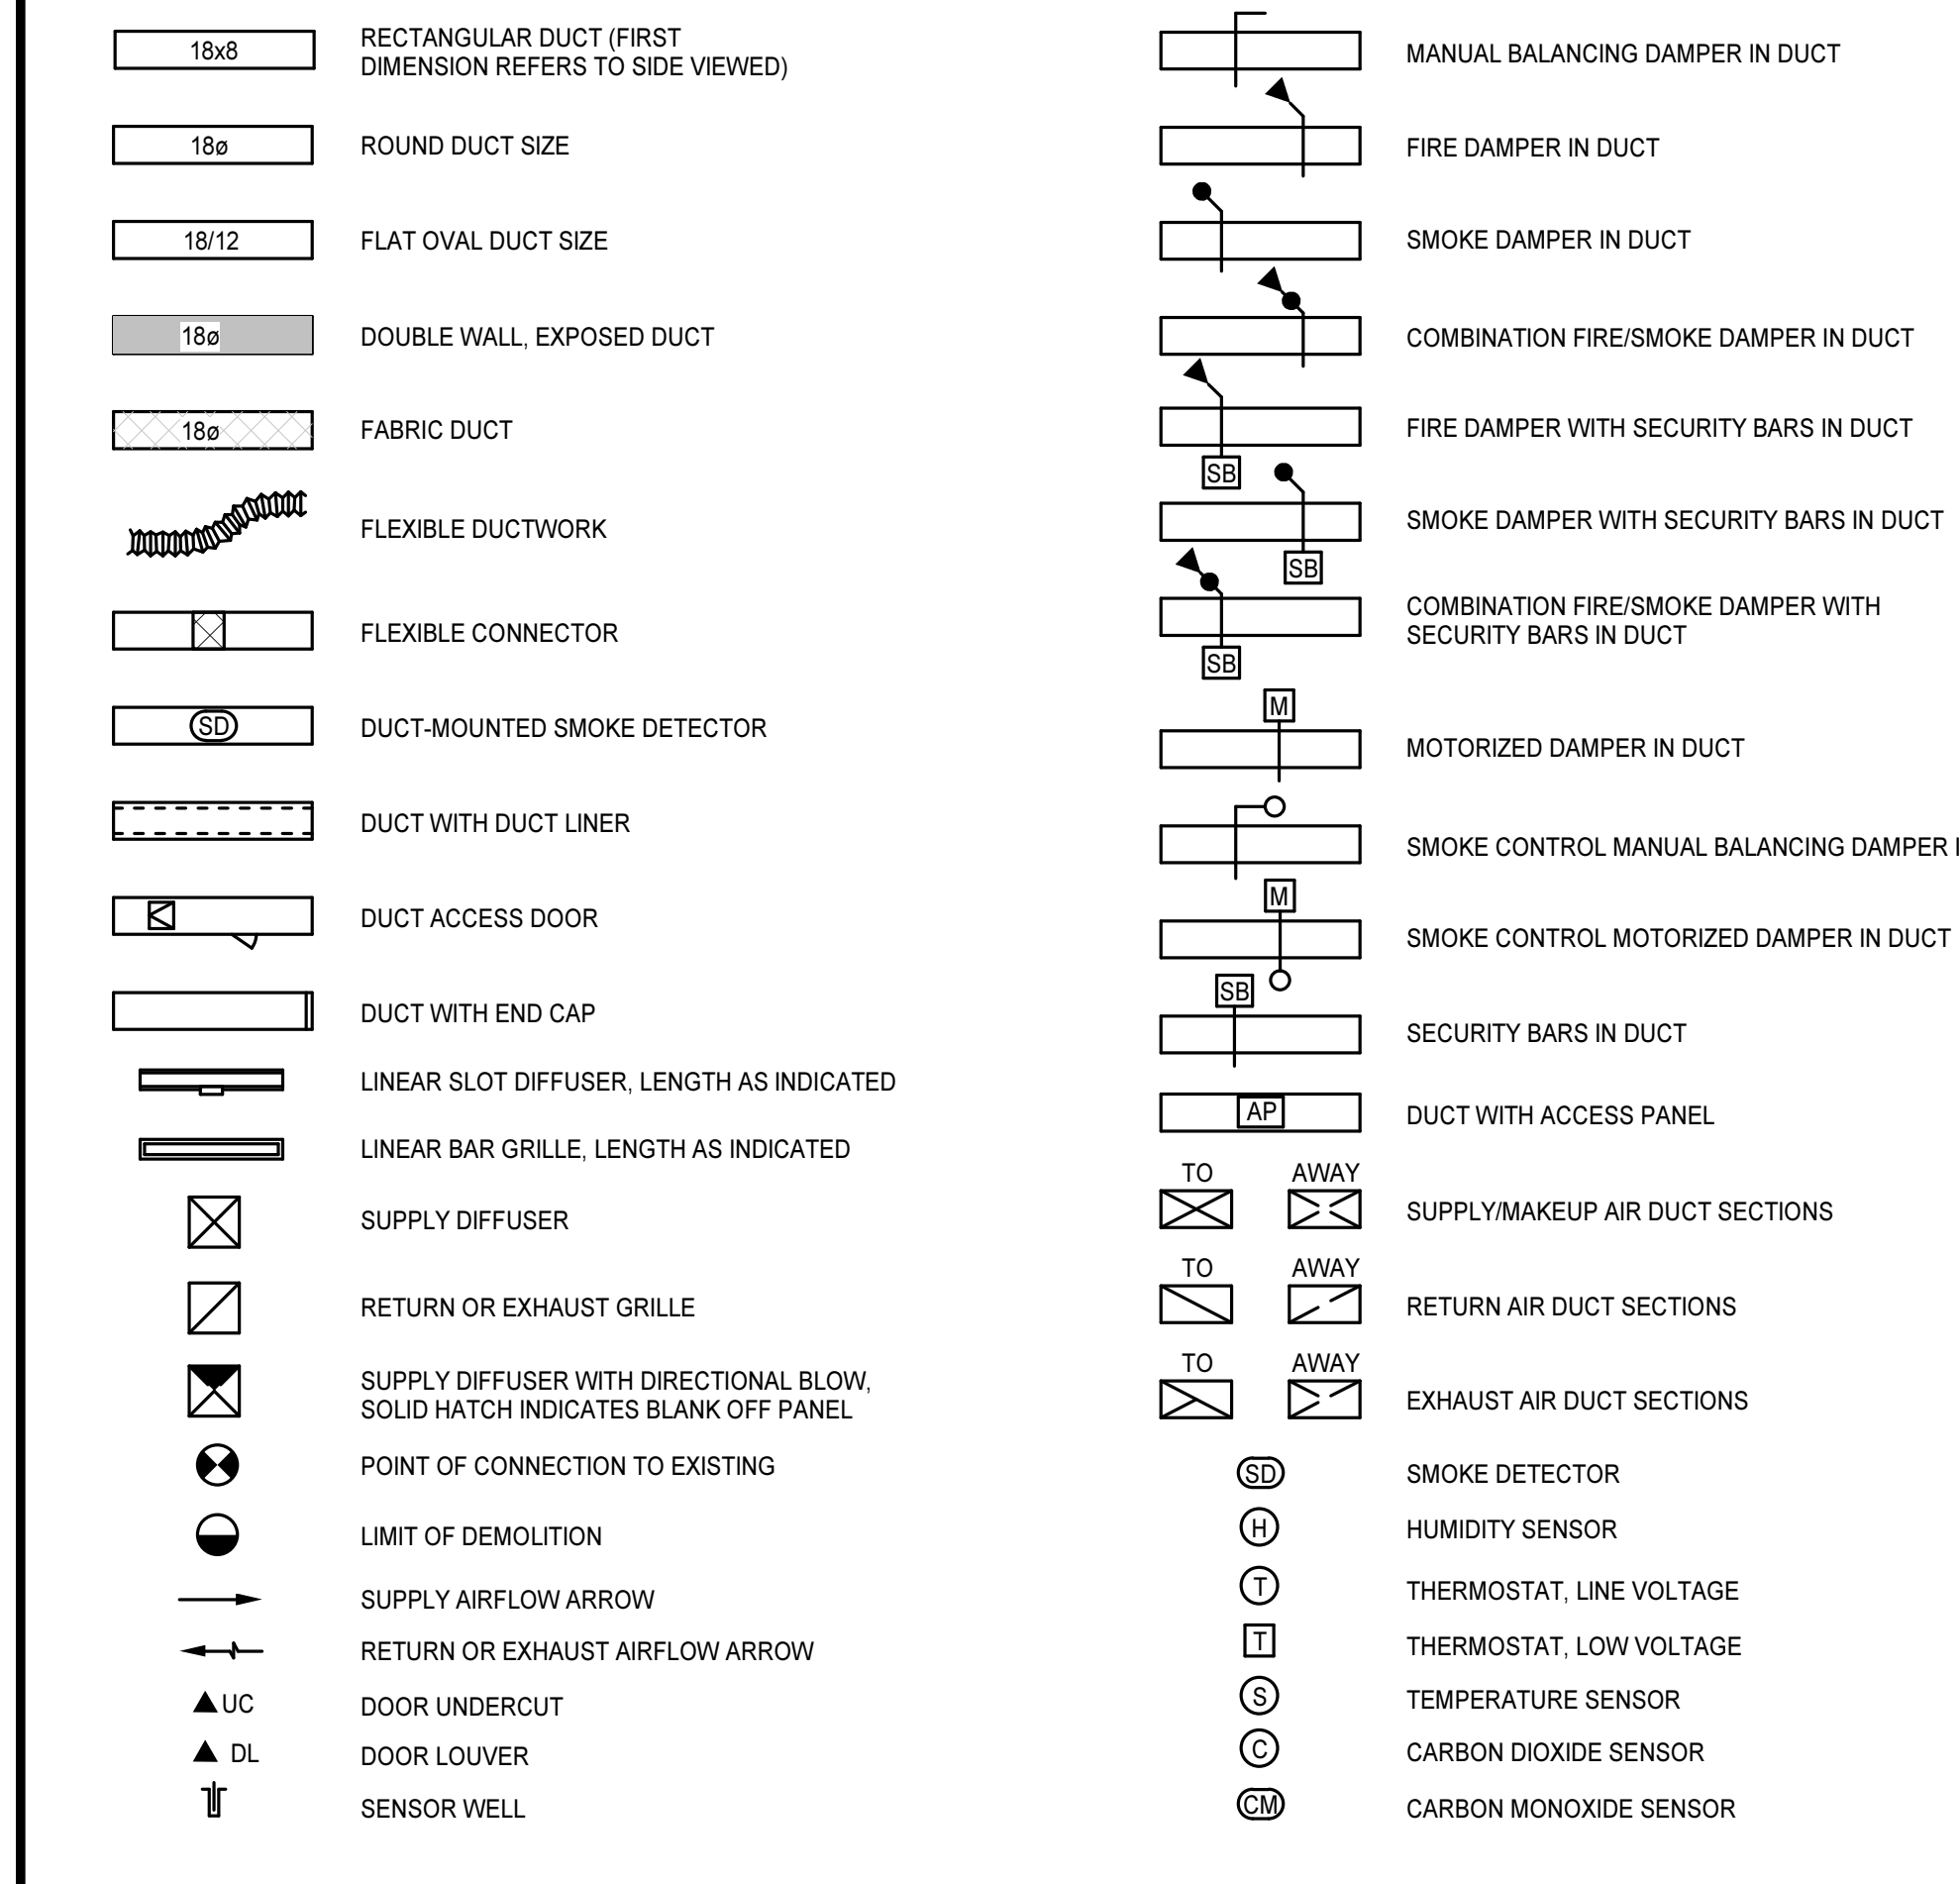 18x8
RECTANGULAR DUCT (FIRST
DIMENSION REFERS TO SIDE VIEWED)
18ø
ROUND DUCT SIZE
18/12
FLAT OVAL DUCT SIZE
18ø
DOUBLE WALL, EXPOSED DUCT
18ø
FABRIC DUCT
FLEXIBLE DUCTWORK
FLEXIBLE CONNECTOR
SD
DUCT-MOUNTED SMOKE DETECTOR
DUCT WITH DUCT LINER
DUCT ACCESS DOOR
DUCT WITH END CAP
LINEAR SLOT DIFFUSER, LENGTH AS INDICATED
LINEAR BAR GRILLE, LENGTH AS INDICATED
SUPPLY DIFFUSER
RETURN OR EXHAUST GRILLE
SUPPLY DIFFUSER WITH DIRECTIONAL BLOW,
SOLID HATCH INDICATES BLANK OFF PANEL
POINT OF CONNECTION TO EXISTING
LIMIT OF DEMOLITION
SUPPLY AIRFLOW ARROW
RETURN OR EXHAUST AIRFLOW ARROW
UC
DOOR UNDERCUT
DL
DOOR LOUVER
SENSOR WELL
MANUAL BALANCING DAMPER IN DUCT
FIRE DAMPER IN DUCT
SMOKE DAMPER IN DUCT
COMBINATION FIRE/SMOKE DAMPER IN DUCT
FIRE DAMPER WITH SECURITY BARS IN DUCT
SB
SMOKE DAMPER WITH SECURITY BARS IN DUCT
SB
COMBINATION FIRE/SMOKE DAMPER WITH
SECURITY BARS IN DUCT
SB
M
MOTORIZED DAMPER IN DUCT
SMOKE CONTROL MANUAL BALANCING DAMPER
M
SMOKE CONTROL MOTORIZED DAMPER IN DUCT
SB
SECURITY BARS IN DUCT
AP
DUCT WITH ACCESS PANEL
TO AWAY
SUPPLY/MAKEUP AIR DUCT SECTIONS
TO AWAY
RETURN AIR DUCT SECTIONS
TO AWAY
EXHAUST AIR DUCT SECTIONS
SD
SMOKE DETECTOR
H
HUMIDITY SENSOR
T
THERMOSTAT, LINE VOLTAGE
T
THERMOSTAT, LOW VOLTAGE
S
TEMPERATURE SENSOR
C
CARBON DIOXIDE SENSOR
CM
CARBON MONOXIDE SENSOR